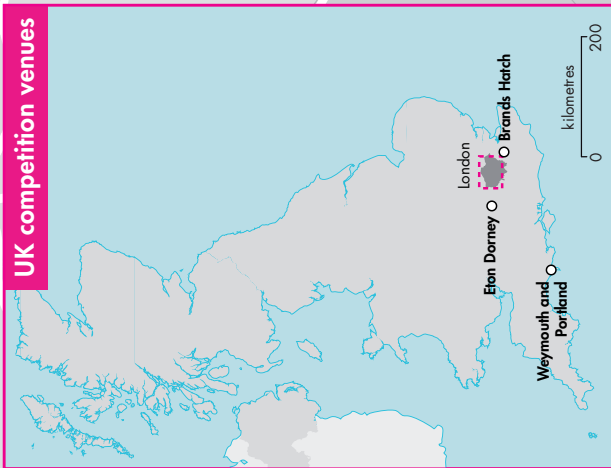 UK competition venues
London
Eton Dorney
Brands Hatch
Weymouth and
Portland
kilometres
0
200